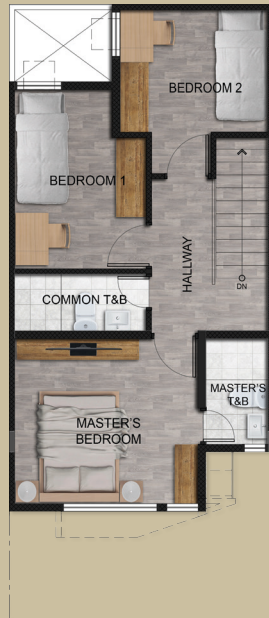 BEDROOM 2
BEDROOM 1
HALLWAY
DN
COMMON T&B
MASTER'S
T&B
MASTER'S
BEDROOM